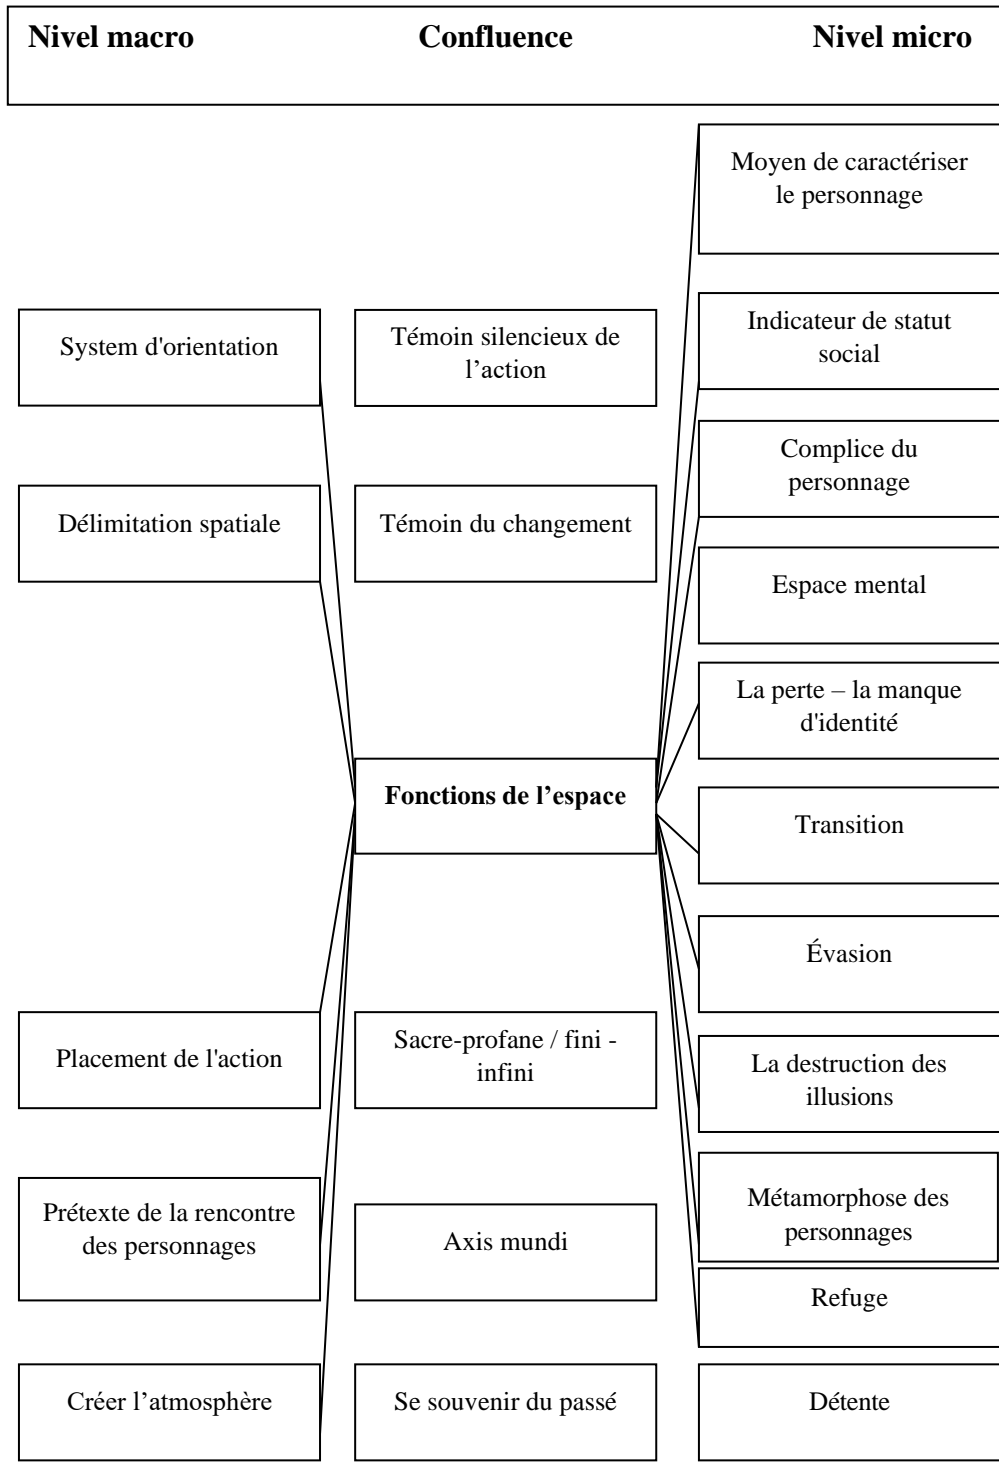 Nivel macro Confluence Nivel micro
Moyen de caractériser
le personnage
System d'orientation
Témoin silencieux de
l’action
Indicateur de statut
social
Complice du
personnage
Délimitation spatiale
Témoin du changement
Espace mental
La perte – la manque
d'identité
Fonctions de l’espace
Transition
Évasion
Placement de l'action
Sacre-profane / fini -
infini
La destruction des
illusions
Prétexte de la rencontre
des personnages
Axis mundi
Métamorphose des
personnages
Refuge
Créer l’atmosphère
Se souvenir du passé
Détente